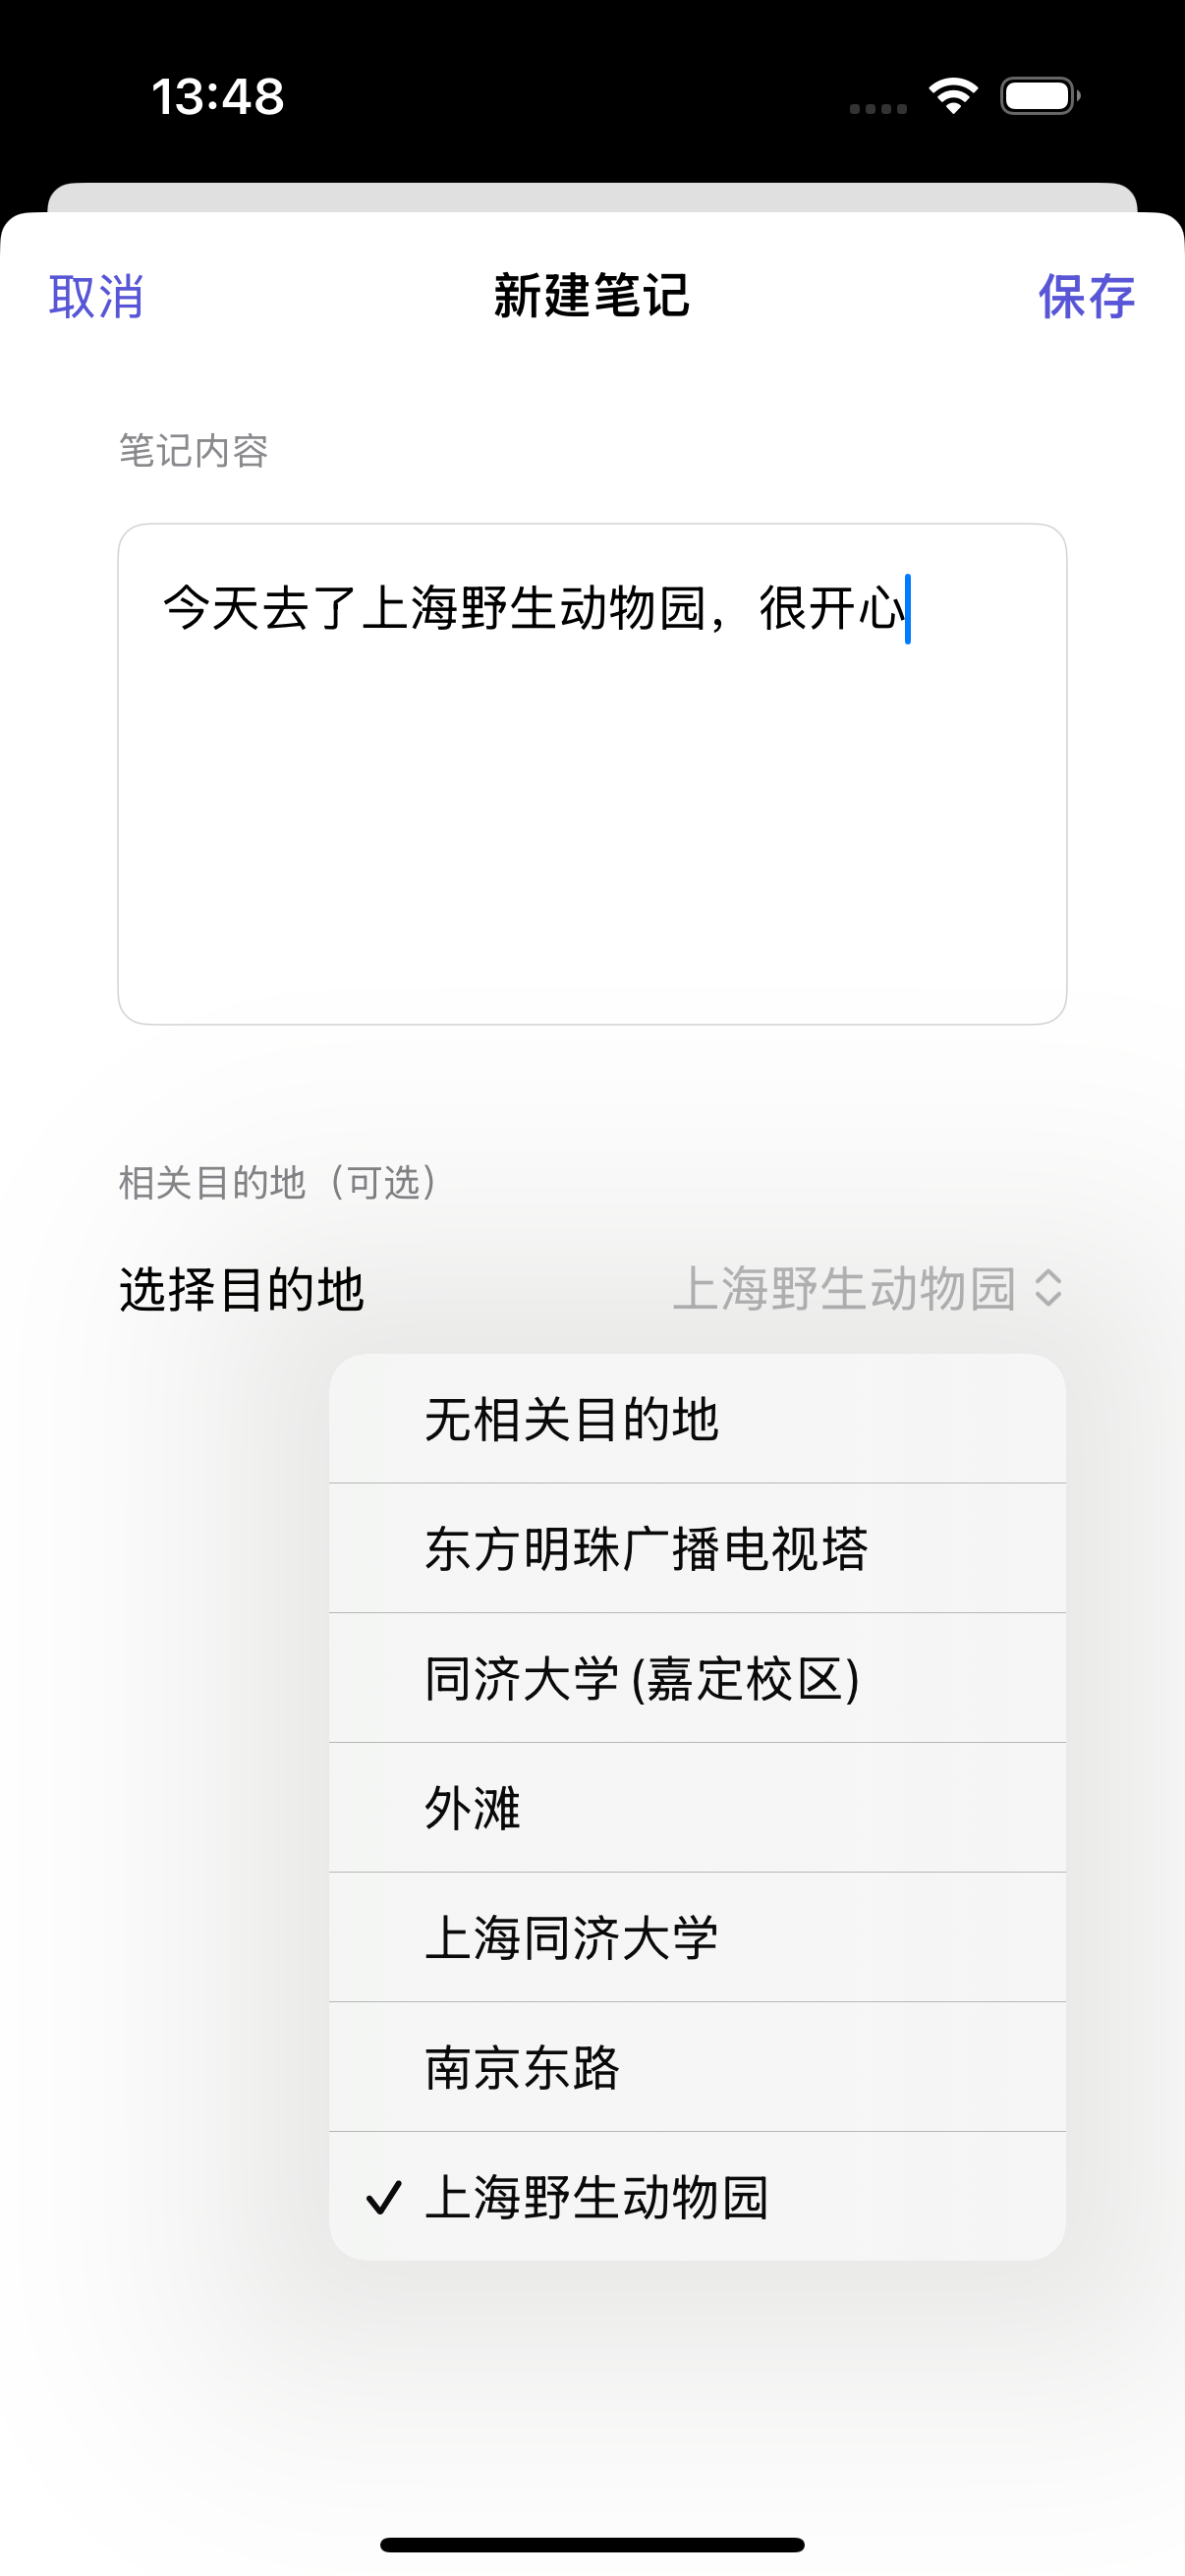 13:48
取消 新建笔记 保存
笔记内容
今天去了上海野生动物园，很开心
相关目的地（可选）
选择目的地 上海野生动物园
无相关目的地
东方明珠广播电视塔
同济大学 (嘉定校区)
外滩
上海同济大学
南京东路
上海野生动物园